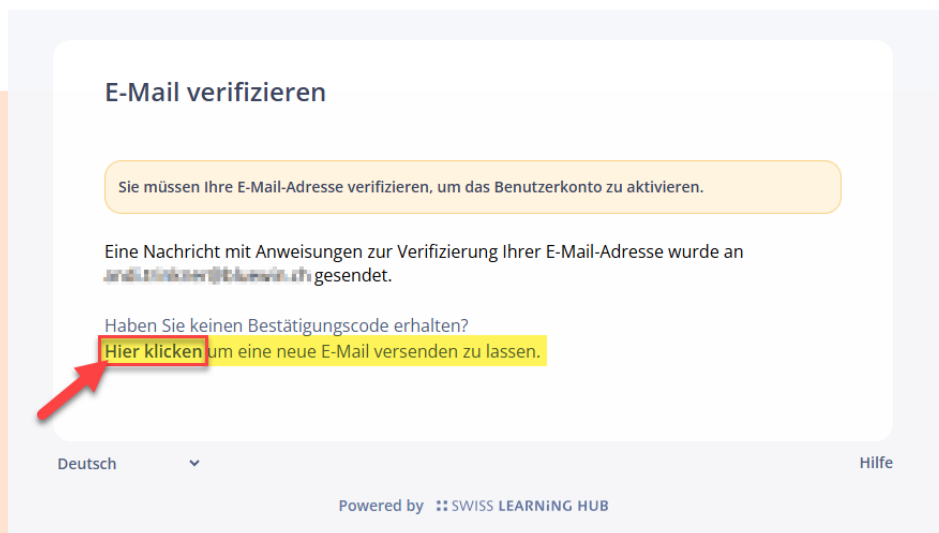 E-Mail verifizieren
Sie müssen Ihre E-Mail-Adresse verifizieren, um das Benutzerkonto zu aktivieren.
Eine Nachricht mit Anweisungen zur Verifizierung Ihrer E-Mail-Adresse wurde an
gesendet.
Haben Sie keinen Bestätigungscode erhalten?
Hier klicken um eine neue E-Mail versenden zu lassen.
Deutsch
Hilfe
Powered by SWISS LEARNiNG HUB